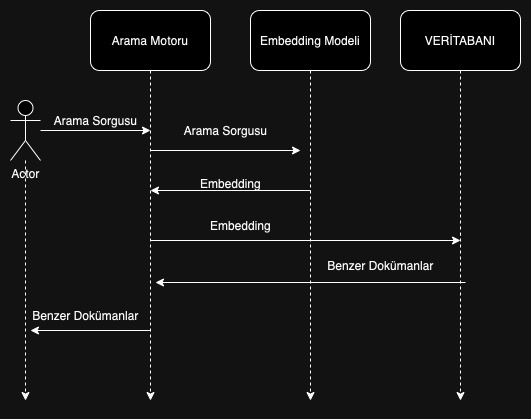 Arama Motoru
Embedding Modeli
VERİTABANI
Arama Sorgusu
Arama Sorgusu
Actor
Embedding
Embedding
Benzer Dokümanlar
Benzer Dokümanlar